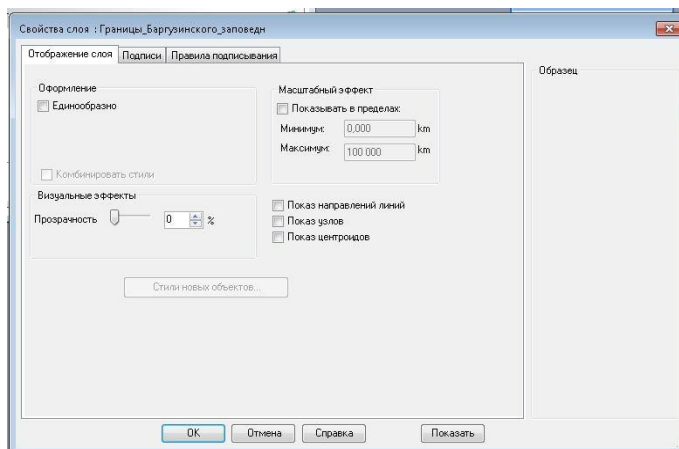 Свойства слоя : Границы_Баргузинского_заповедн
Отображение слоя Подписи Правила подписывания
Образец
Оформление
Единообразно
Комбинировать стили
Масштабный эффект
Показывать в пределах:
Минимум: 0,000 km
Максимум: 100 000 km
Визуальные эффекты
Прозрачность 0 %
Показ направлений линий
Показ узлов
Показ центроидов
Стили новых объектов...
OK Отмена Справка Показать